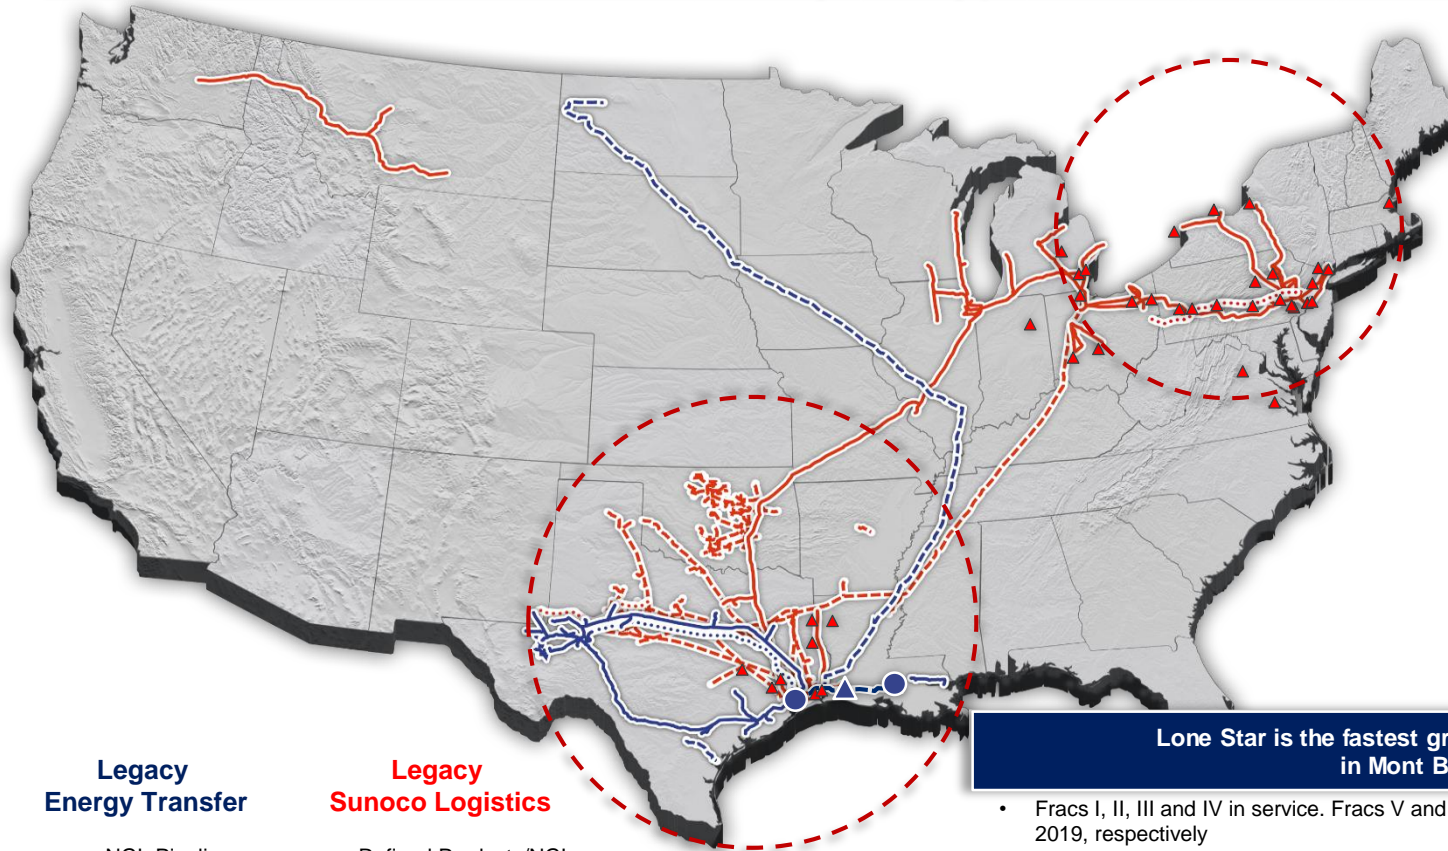 Legacy
Energy Transfer
Legacy
Sunoco Logistics
Lone Star is the fastest
in Mont
• Fracs I, II, III and IV in service. Fracs V and
2019, respectively